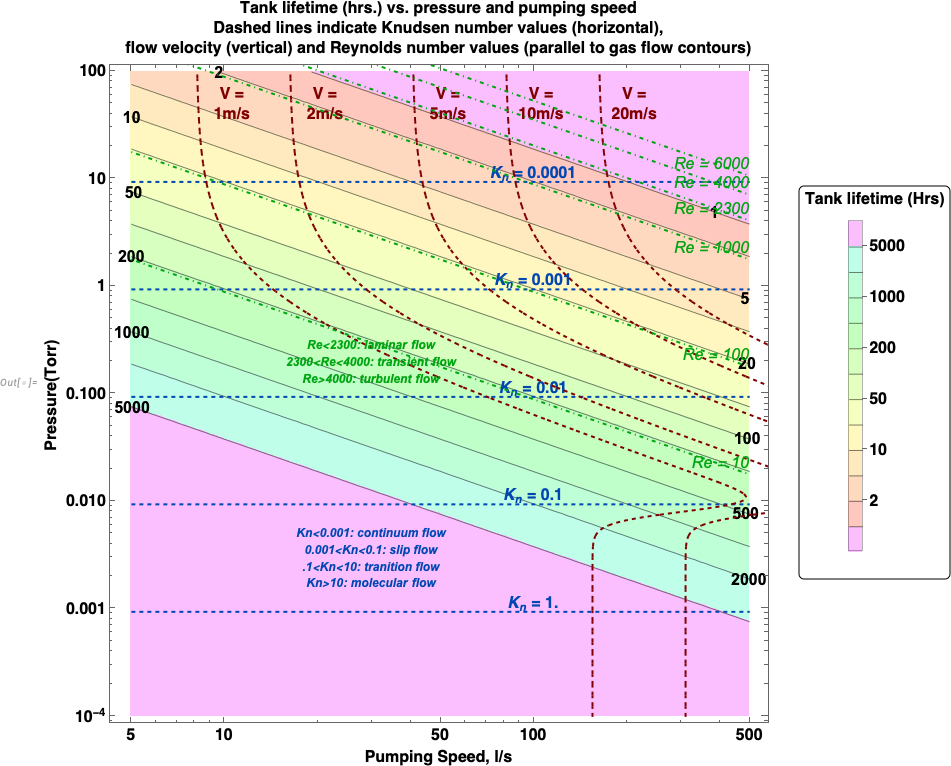 Tank lifetime (hrs.) vs. pressure and pumping speed
Dashed lines indicate Knudsen number values (horizontal),
flow velocity (vertical) and Reynolds number values (parallel to gas flow contours)
100
10
1
0.100
0.010
0.001
10⁻⁴
Pressure(Torr)
Out[◦]=
5
10
50
100
500
Pumping Speed, l/s
2
10
50
200
1000
5000
1
5
20
100
500
2000
V =
1m/s
V =
2m/s
V =
5m/s
V =
10m/s
V =
20m/s
Re = 6000
Re = 4000
Re = 2300
Re = 1000
Re = 100
Re = 10
Kn = 0.0001
Kn = 0.001
Kn = 0.01
Kn = 0.1
Kn = 1.
Re<2300: laminar flow
2300<Re<4000: transient flow
Re>4000: turbulent flow
Kn<0.001: continuum flow
0.001<Kn<0.1: slip flow
.1<Kn<10: tranition flow
Kn>10: molecular flow
Tank lifetime (Hrs)
5000
1000
200
50
10
2